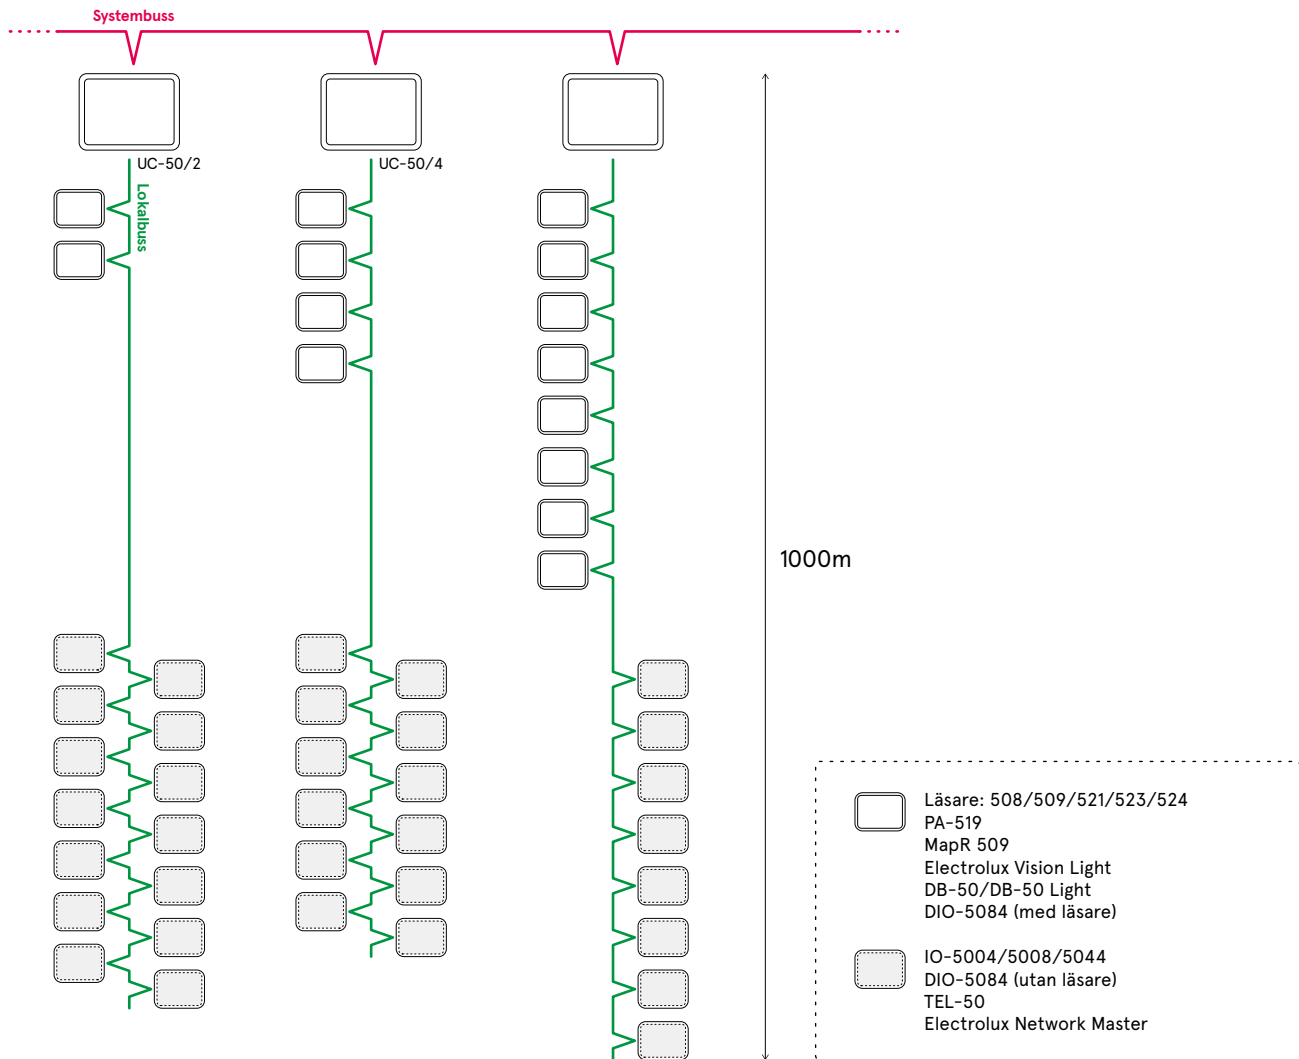 Systembuss
UC-50/2
UC-50/4
Lokalbuss
1000m
Läsare: 508/509/521/523/524
PA-519
MapR 509
Electrolux Vision Light
DB-50/DB-50 Light
DIO-5084 (med läsare)
IO-5004/5008/5044
DIO-5084 (utan läsare)
TEL-50
Electrolux Network Master